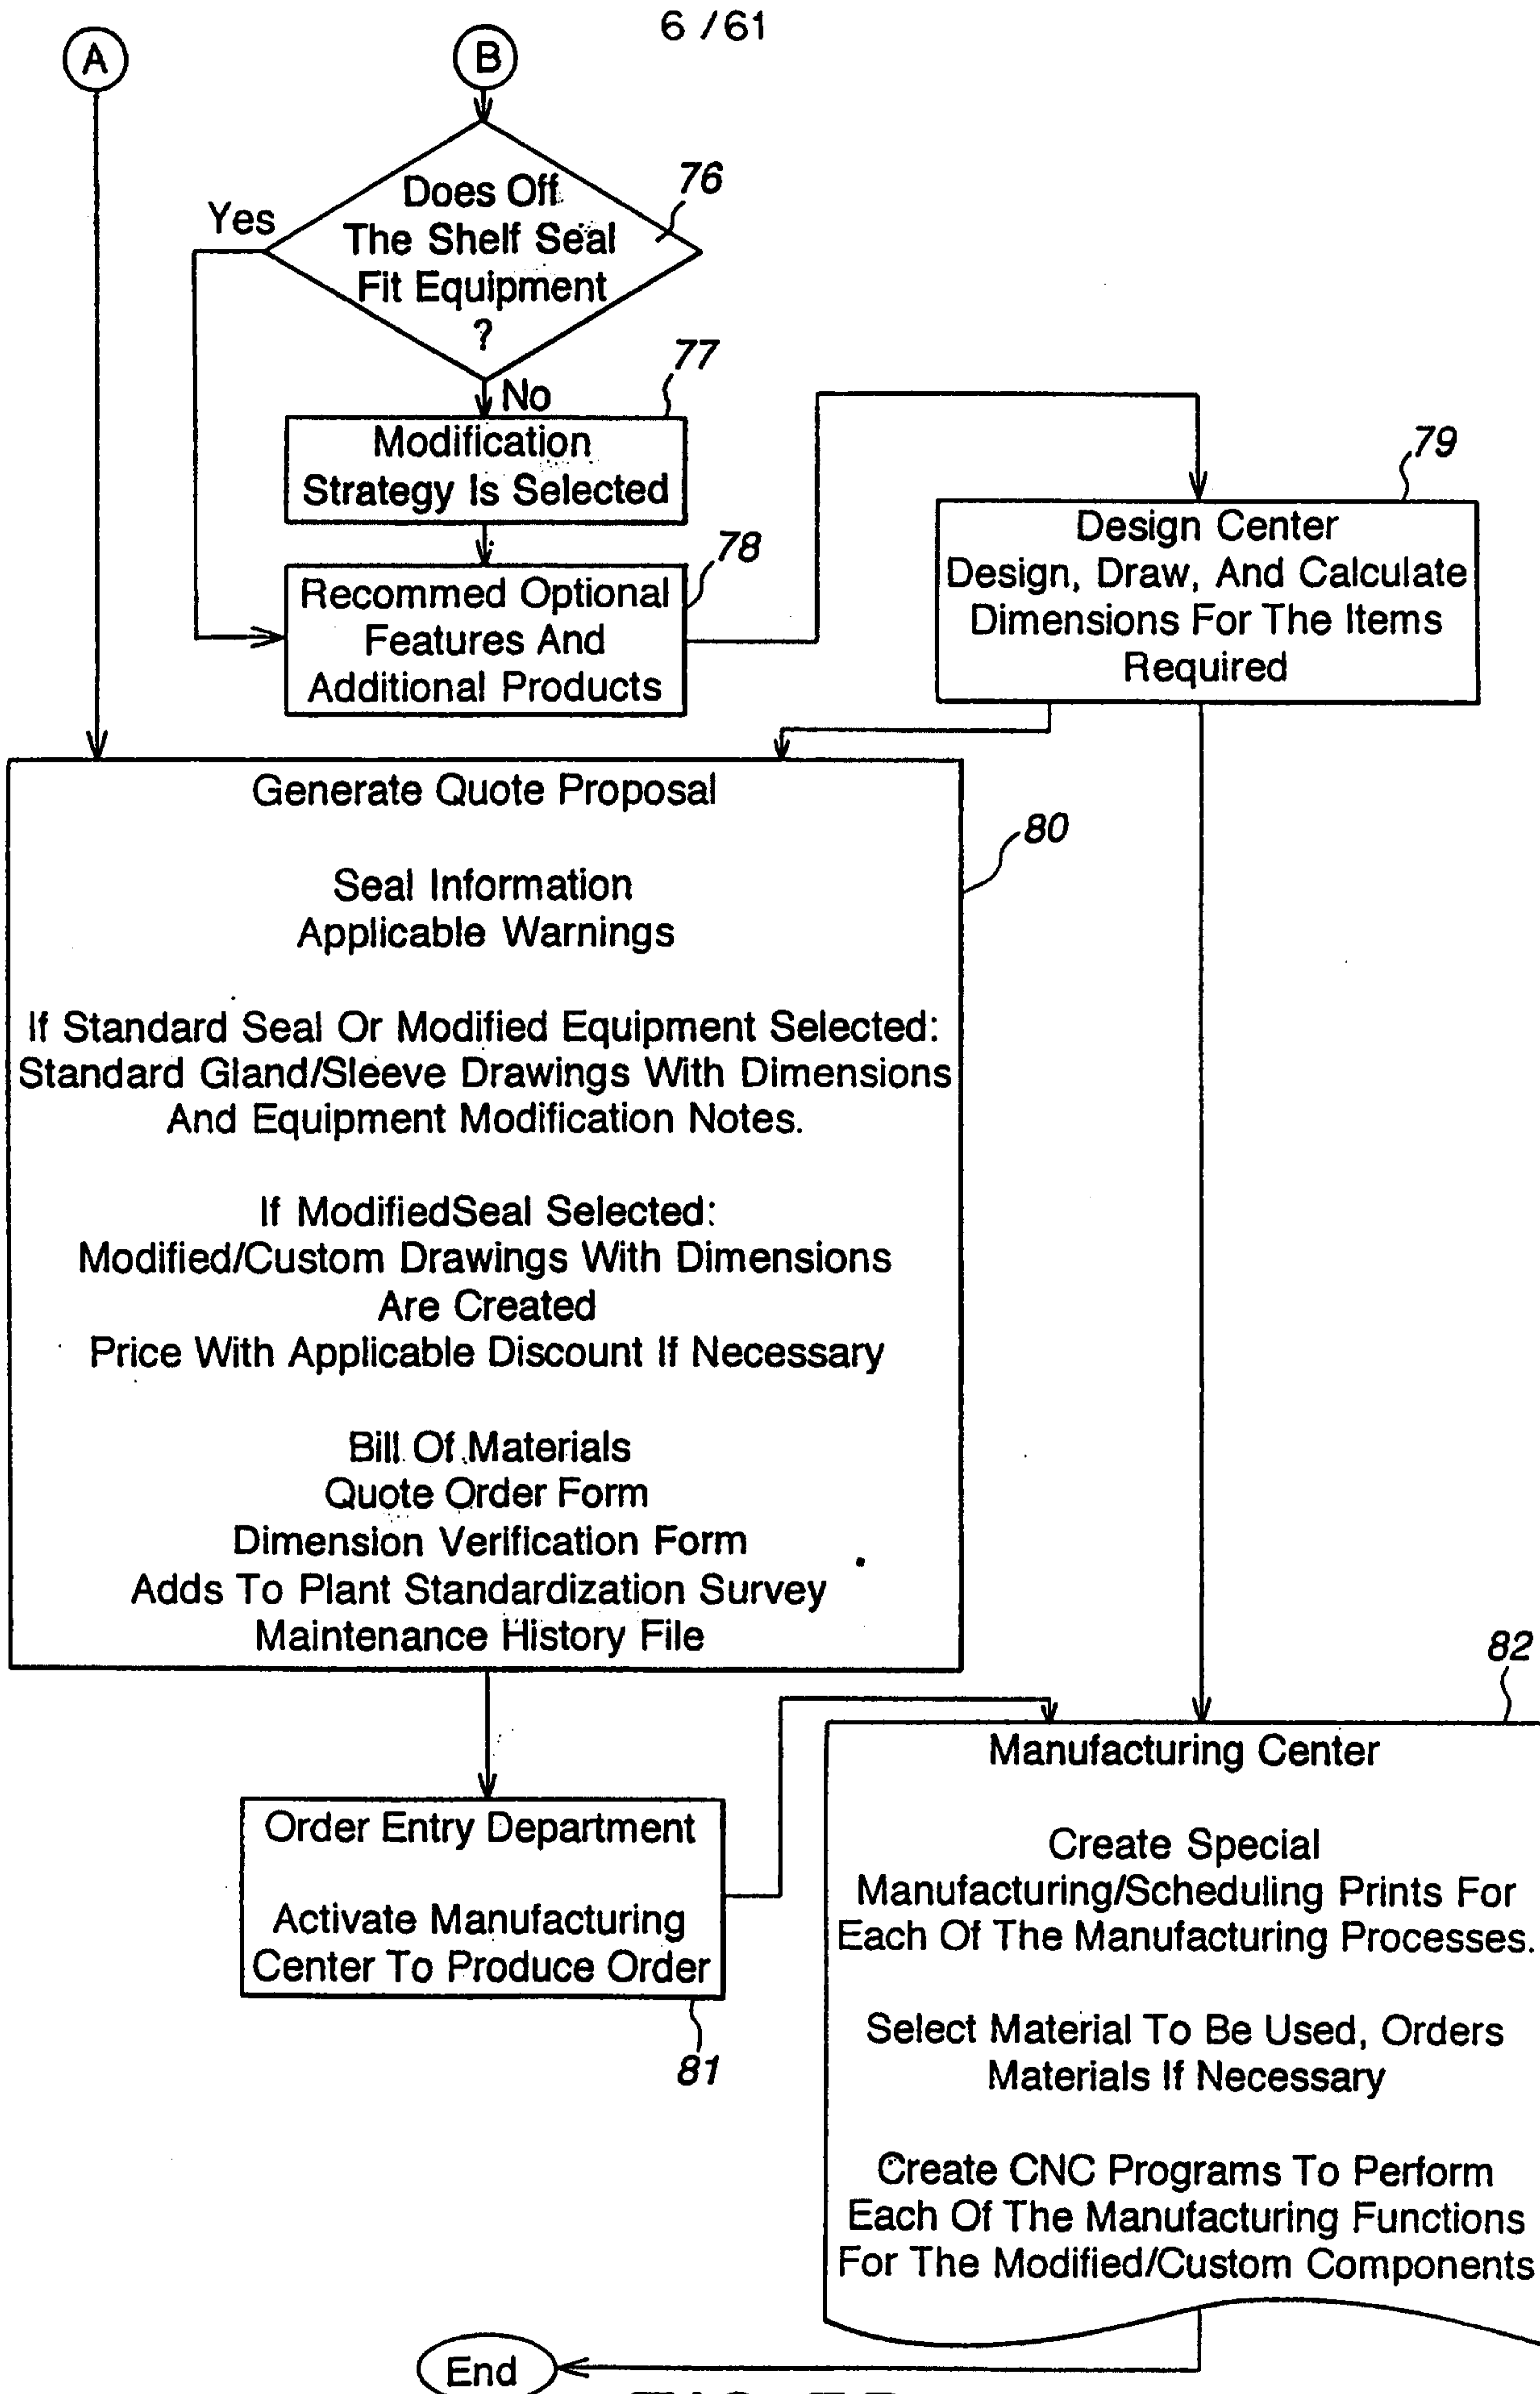 6 /61
A
B
Does Off
The Shelf Seal
Fit Equipment
?
76
Yes
No
77
Modification
Strategy Is Selected
78
Recommed Optional
Features And
Additional Products
79
Design Center
Design, Draw, And Calculate
Dimensions For The Items
Required
80
Generate Quote Proposal
Seal Information
Applicable Warnings
If Standard Seal Or Modified Equipment Selected:
Standard Gland/Sleeve Drawings With Dimensions
And Equipment Modification Notes.
If ModifiedSeal Selected:
Modified/Custom Drawings With Dimensions
Are Created
Price With Applicable Discount If Necessary
Bill Of Materials
Quote Order Form
Dimension Verification Form
Adds To Plant Standardization Survey
Maintenance History File
Order Entry Department
Activate Manufacturing
Center To Produce Order
81
82
Manufacturing Center
Create Special
Manufacturing/Scheduling Prints For
Each Of The Manufacturing Processes.
Select Material To Be Used, Orders
Materials If Necessary
Create CNC Programs To Perform
Each Of The Manufacturing Functions
For The Modified/Custom Components
End